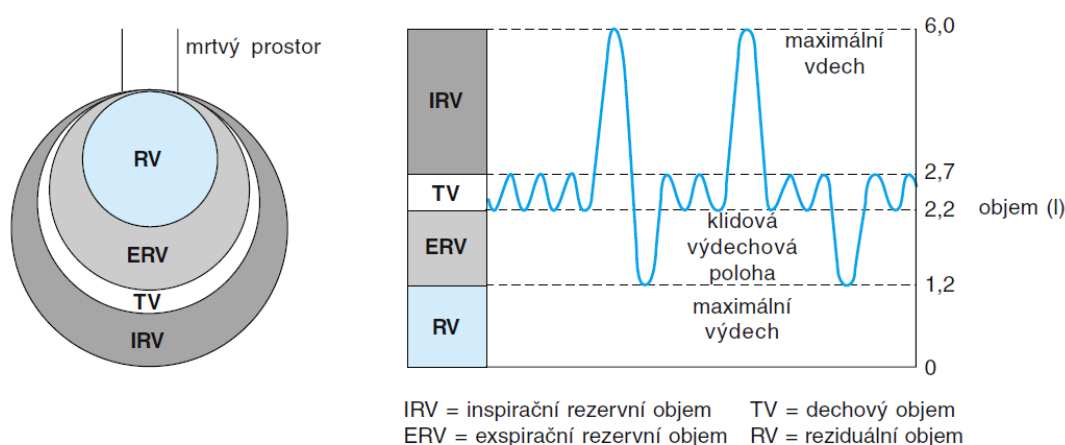 mrtvý prostor
RV
ERV
TV
IRV
IRV
TV
ERV
RV
maximální
vdech
klidová
výdechová
poloha
maximální
výdech
6,0
2,7
2,2
objem (l)
1,2
0
IRV = inspirační rezervní objem TV = dechový objem
ERV = exspirační rezervní objem RV = reziduální objem